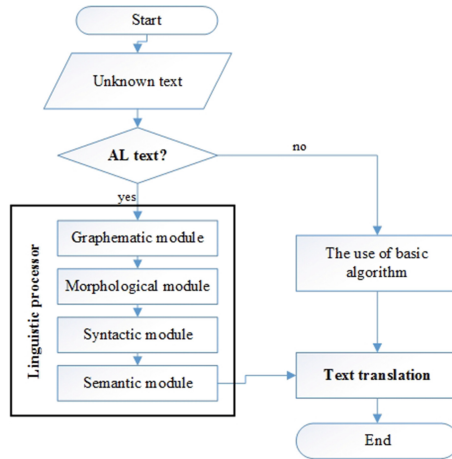 Start
Unknown text
AL text?
no
yes
Linguistic processor
Graphematic module
Morphological module
Syntactic module
Semantic module
The use of basic
algorithm
Text translation
End